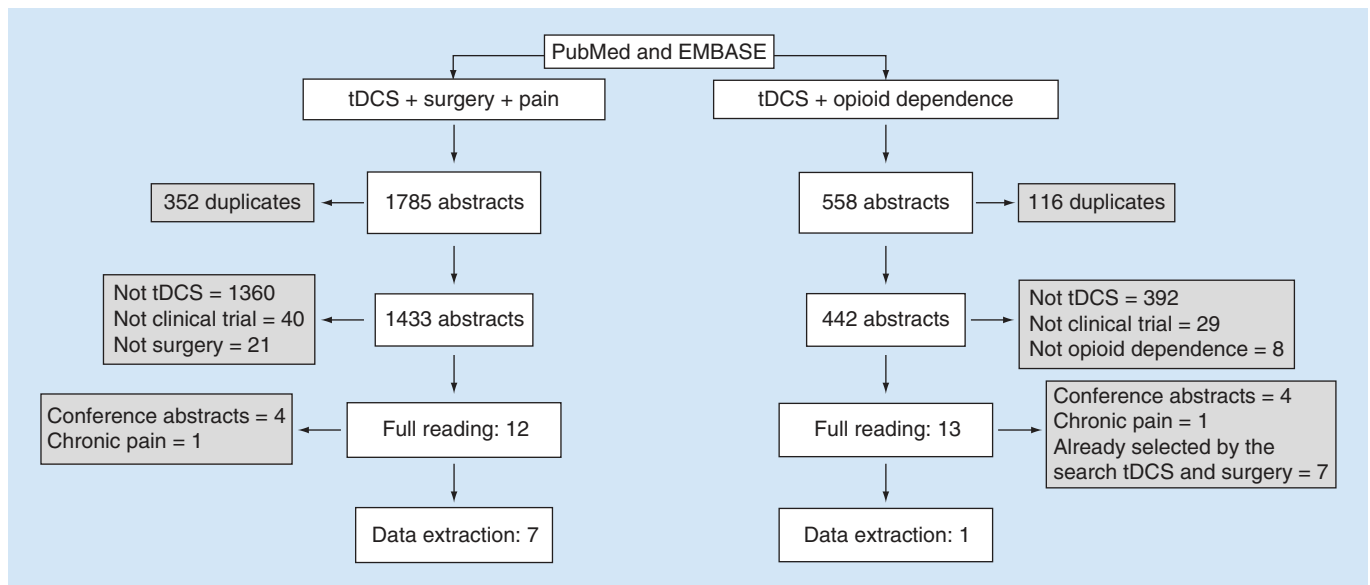 PubMed and EMBASE
tDCS + surgery + pain
tDCS + opioid dependence
352 duplicates
1785 abstracts
558 abstracts
116 duplicates
Not tDCS = 1360
Not clinical trial = 40
Not surgery = 21
1433 abstracts
442 abstracts
Not tDCS = 392
Not clinical trial = 29
Not opioid dependence = 8
Conference abstracts = 4
Chronic pain = 1
Full reading: 12
Full reading: 13
Conference abstracts = 4
Chronic pain = 1
Already selected by the
search tDCS and surgery = 7
Data extraction: 7
Data extraction: 1